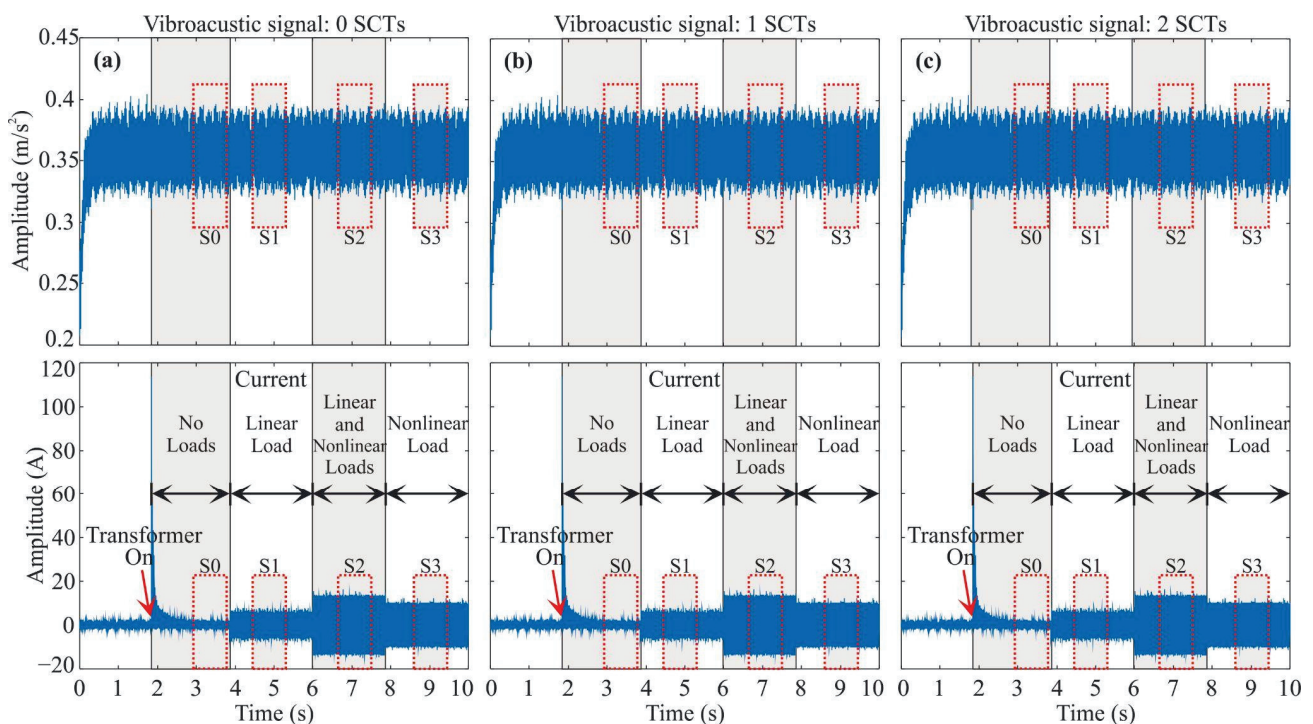 Vibroacustic signal: 0 SCTs Vibroacustic signal: 1 SCTs Vibroacustic signal: 2 SCTs
(a) (b) (c)
Amplitude (m/s²) Amplitude (m/s²) Amplitude (m/s²)
0.45
0.4
0.35
0.3
0.25
0.2
S0 S1 S2 S3 S0 S1 S2 S3 S0 S1 S2 S3
Amplitude (A) Amplitude (A) Amplitude (A)
120
100
80
60
40
20
0
−20
Current Current Current
No Loads
Linear Load
Linear and Nonlinear Loads
Nonlinear Load
No Loads
Linear Load
Linear and Nonlinear Loads
Nonlinear Load
No Loads
Linear Load
Linear and Nonlinear Loads
Nonlinear Load
Transformer On Transformer On Transformer On
S0 S1 S2 S3 S0 S1 S2 S3 S0 S1 S2 S3
0 1 2 3 4 5 6 7 8 9 10 0 1 2 3 4 5 6 7 8 9 10 0 1 2 3 4 5 6 7 8 9 10
Time (s) Time (s) Time (s)